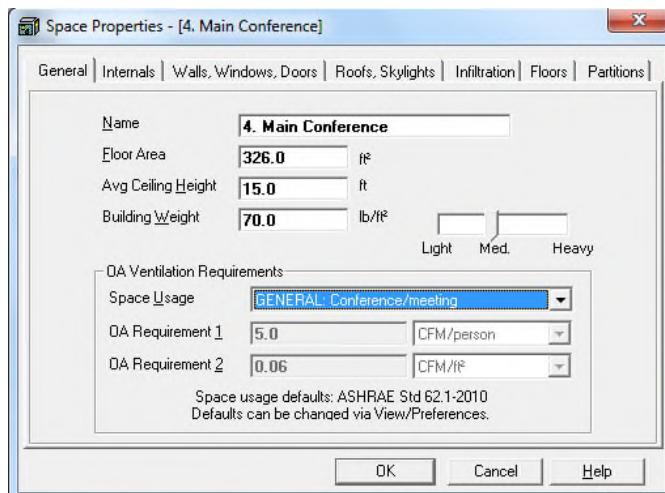 Space Properties - [4. Main Conference]
X
General Internals Walls, Windows, Doors Roofs, Skylights Infiltration Floors Partitions
Name 4. Main Conference
Floor Area 326.0 ft²
Avg Ceiling Height 15.0 ft
Building Weight 70.0 lb/ft²
Light Med. Heavy
OA Ventilation Requirements
Space Usage GENERAL: Conference/meeting
OA Requirement 1 5.0 CFM/person
OA Requirement 2 0.06 CFM/ft²
Space usage defaults: ASHRAE Std 62.1-2010
Defaults can be changed via View/Preferences.
OK Cancel Help